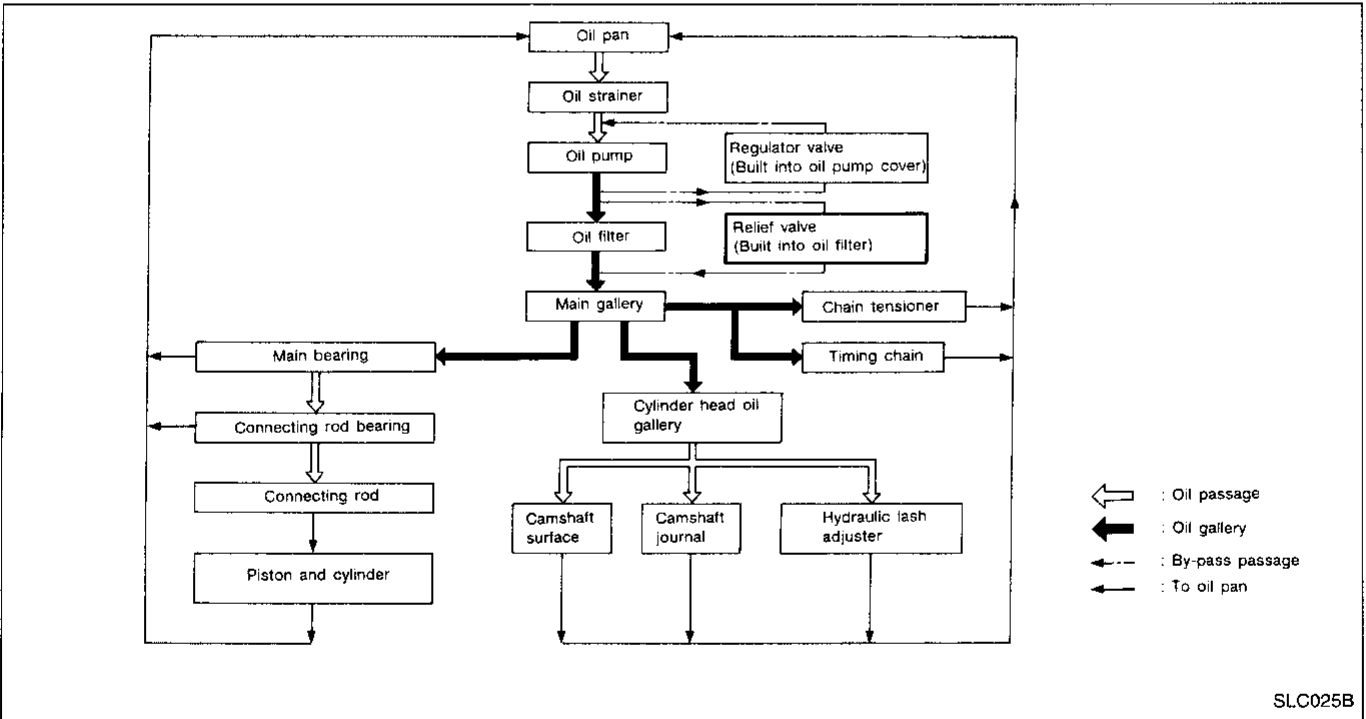 Oil pan
Oil strainer
Oil pump
Regulator valve
(Built into oil pump cover)
Relief valve
(Built into oil filter)
Oil filter
Main gallery
Chain tensioner
Main bearing
Timing chain
Cylinder head oil
gallery
Connecting rod bearing
Connecting rod
Camshaft
surface
Camshaft
journal
Hydraulic lash
adjuster
Piston and cylinder
: Oil passage
: Oil gallery
: By-pass passage
: To oil pan
SLC025B